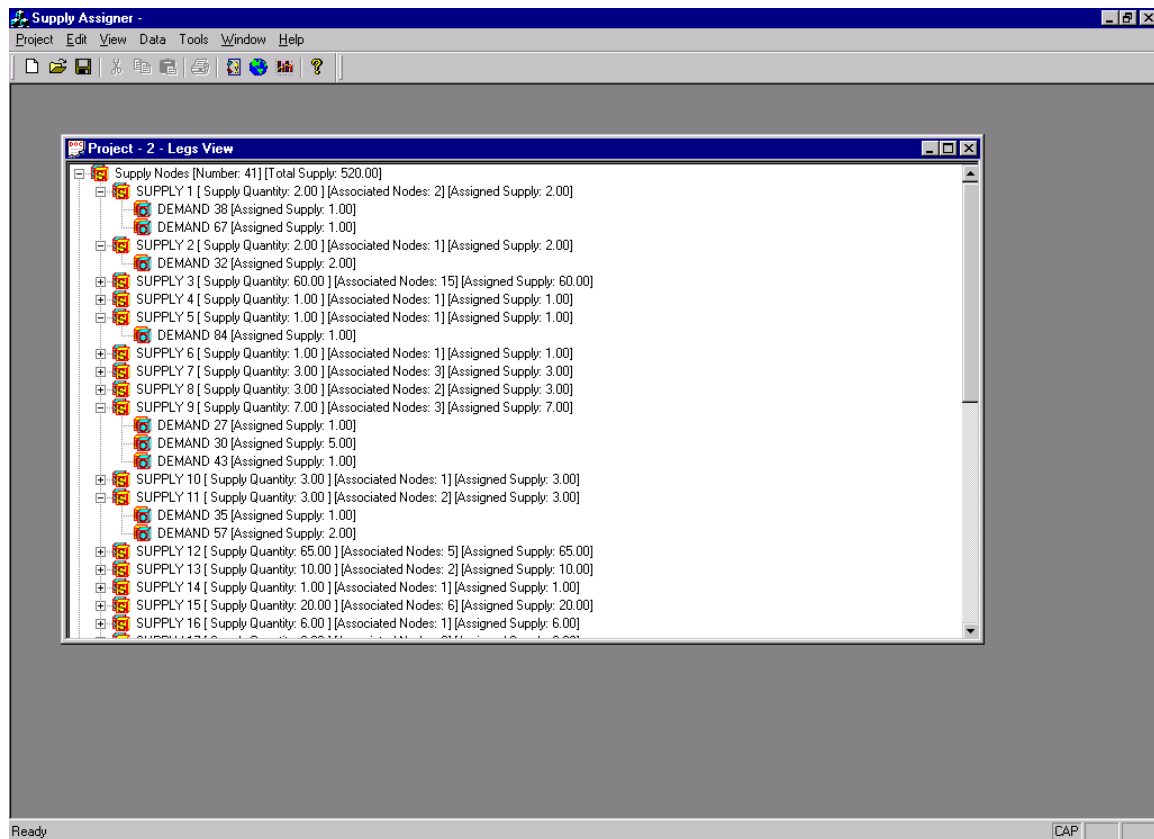 Supply Assigner -
Project Edit View Data Tools Window Help
Project - 2 - Legs View
Supply Nodes [Number: 41] [Total Supply: 520.00]
SUPPLY 1 [ Supply Quantity: 2.00 ] [Associated Nodes: 2] [Assigned Supply: 2.00]
DEMAND 38 [Assigned Supply: 1.00]
DEMAND 67 [Assigned Supply: 1.00]
SUPPLY 2 [ Supply Quantity: 2.00 ] [Associated Nodes: 1] [Assigned Supply: 2.00]
DEMAND 32 [Assigned Supply: 2.00]
SUPPLY 3 [ Supply Quantity: 60.00 ] [Associated Nodes: 15] [Assigned Supply: 60.00]
SUPPLY 4 [ Supply Quantity: 1.00 ] [Associated Nodes: 1] [Assigned Supply: 1.00]
SUPPLY 5 [ Supply Quantity: 1.00 ] [Associated Nodes: 1] [Assigned Supply: 1.00]
DEMAND 84 [Assigned Supply: 1.00]
SUPPLY 6 [ Supply Quantity: 1.00 ] [Associated Nodes: 1] [Assigned Supply: 1.00]
SUPPLY 7 [ Supply Quantity: 3.00 ] [Associated Nodes: 3] [Assigned Supply: 3.00]
SUPPLY 8 [ Supply Quantity: 3.00 ] [Associated Nodes: 2] [Assigned Supply: 3.00]
SUPPLY 9 [ Supply Quantity: 7.00 ] [Associated Nodes: 3] [Assigned Supply: 7.00]
DEMAND 27 [Assigned Supply: 1.00]
DEMAND 30 [Assigned Supply: 5.00]
DEMAND 43 [Assigned Supply: 1.00]
SUPPLY 10 [ Supply Quantity: 3.00 ] [Associated Nodes: 1] [Assigned Supply: 3.00]
SUPPLY 11 [ Supply Quantity: 3.00 ] [Associated Nodes: 2] [Assigned Supply: 3.00]
DEMAND 35 [Assigned Supply: 1.00]
DEMAND 57 [Assigned Supply: 2.00]
SUPPLY 12 [ Supply Quantity: 65.00 ] [Associated Nodes: 5] [Assigned Supply: 65.00]
SUPPLY 13 [ Supply Quantity: 10.00 ] [Associated Nodes: 2] [Assigned Supply: 10.00]
SUPPLY 14 [ Supply Quantity: 1.00 ] [Associated Nodes: 1] [Assigned Supply: 1.00]
SUPPLY 15 [ Supply Quantity: 20.00 ] [Associated Nodes: 6] [Assigned Supply: 20.00]
SUPPLY 16 [ Supply Quantity: 6.00 ] [Associated Nodes: 1] [Assigned Supply: 6.00]
Ready CAP